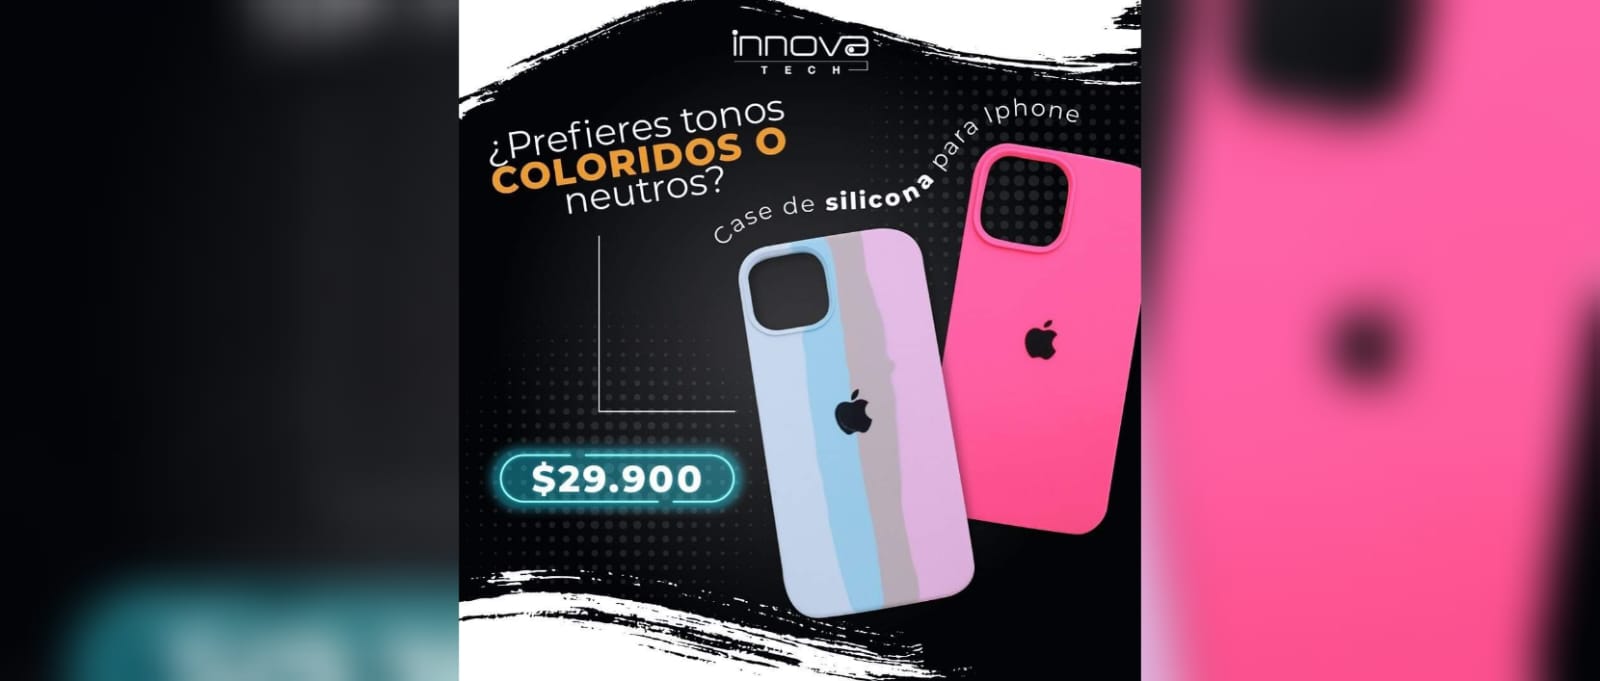 innova
TECH
¿Prefieres tonos
COLORIDOS O
neutros?
Case de silicona para Iphone
$29.900